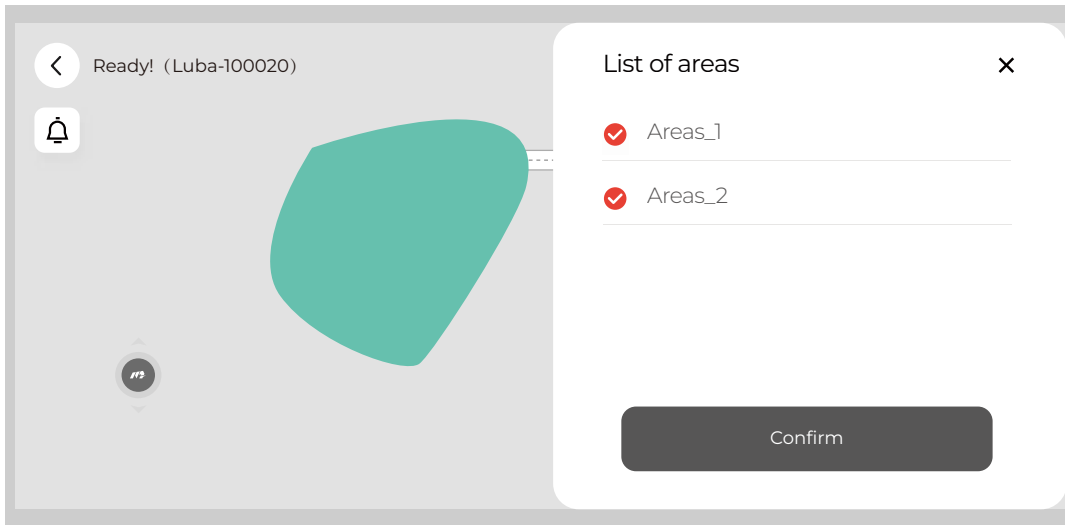 Ready!（Luba-100020）
List of areas
Areas_1
Areas_2
Confirm